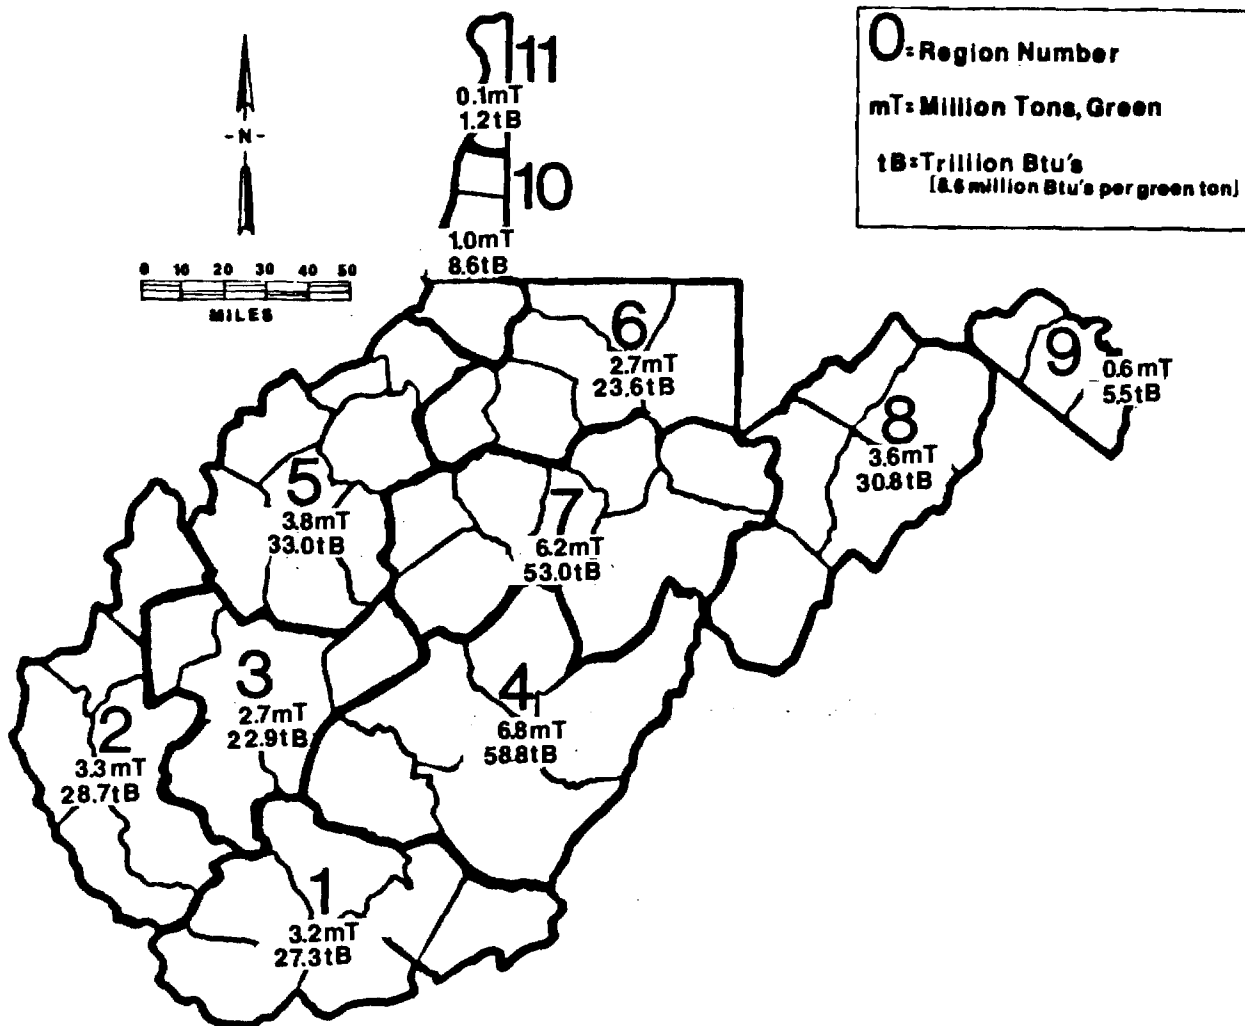 11
0.1mT
1.2tB
10
1.0mT
8.6tB
-N-
0 10 20 30 40 50
MILES
0=Region Number
mT=Million Tons, Green
tB=Trillion Btu's
[8.6 million Btu's per green ton]
6
2.7mT
23.6tB
9
0.6mT
5.5tB
8
3.6mT
30.8tB
5
3.8mT
33.0tB
7
6.2mT
53.0tB
3
2.7mT
22.9tB
4
6.8mT
58.8tB
2
3.3mT
28.7tB
1
3.2mT
27.3tB